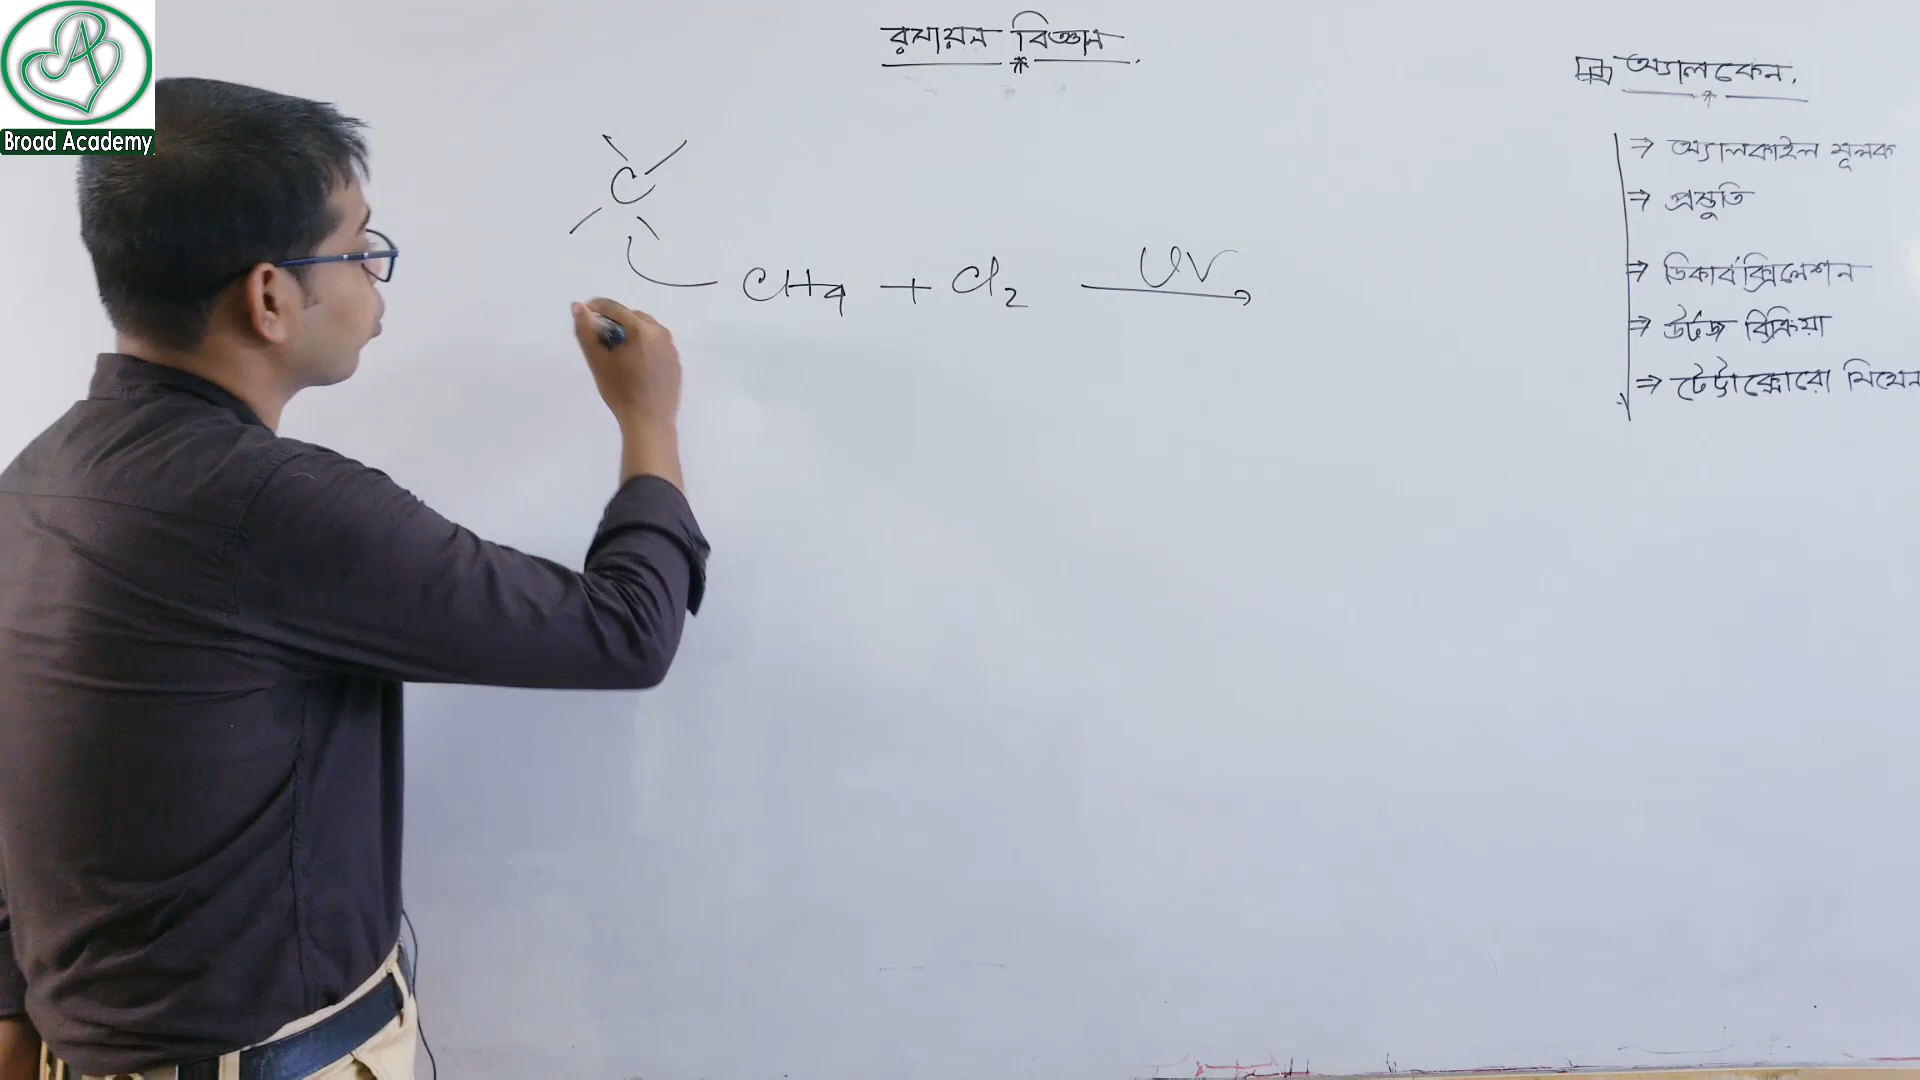 Broad Academy
রসায়ন বিজ্ঞান
C
CH4 + Cl2 UV →
অ্যালকেন.
⇒ অ্যালকাইল মূলক
⇒ প্রস্তুতি
⇒ ডিকার্বক্সিলেশন
⇒ উর্টজ বিক্রিয়া
⇒ টেট্রাক্লোরো মিথেন